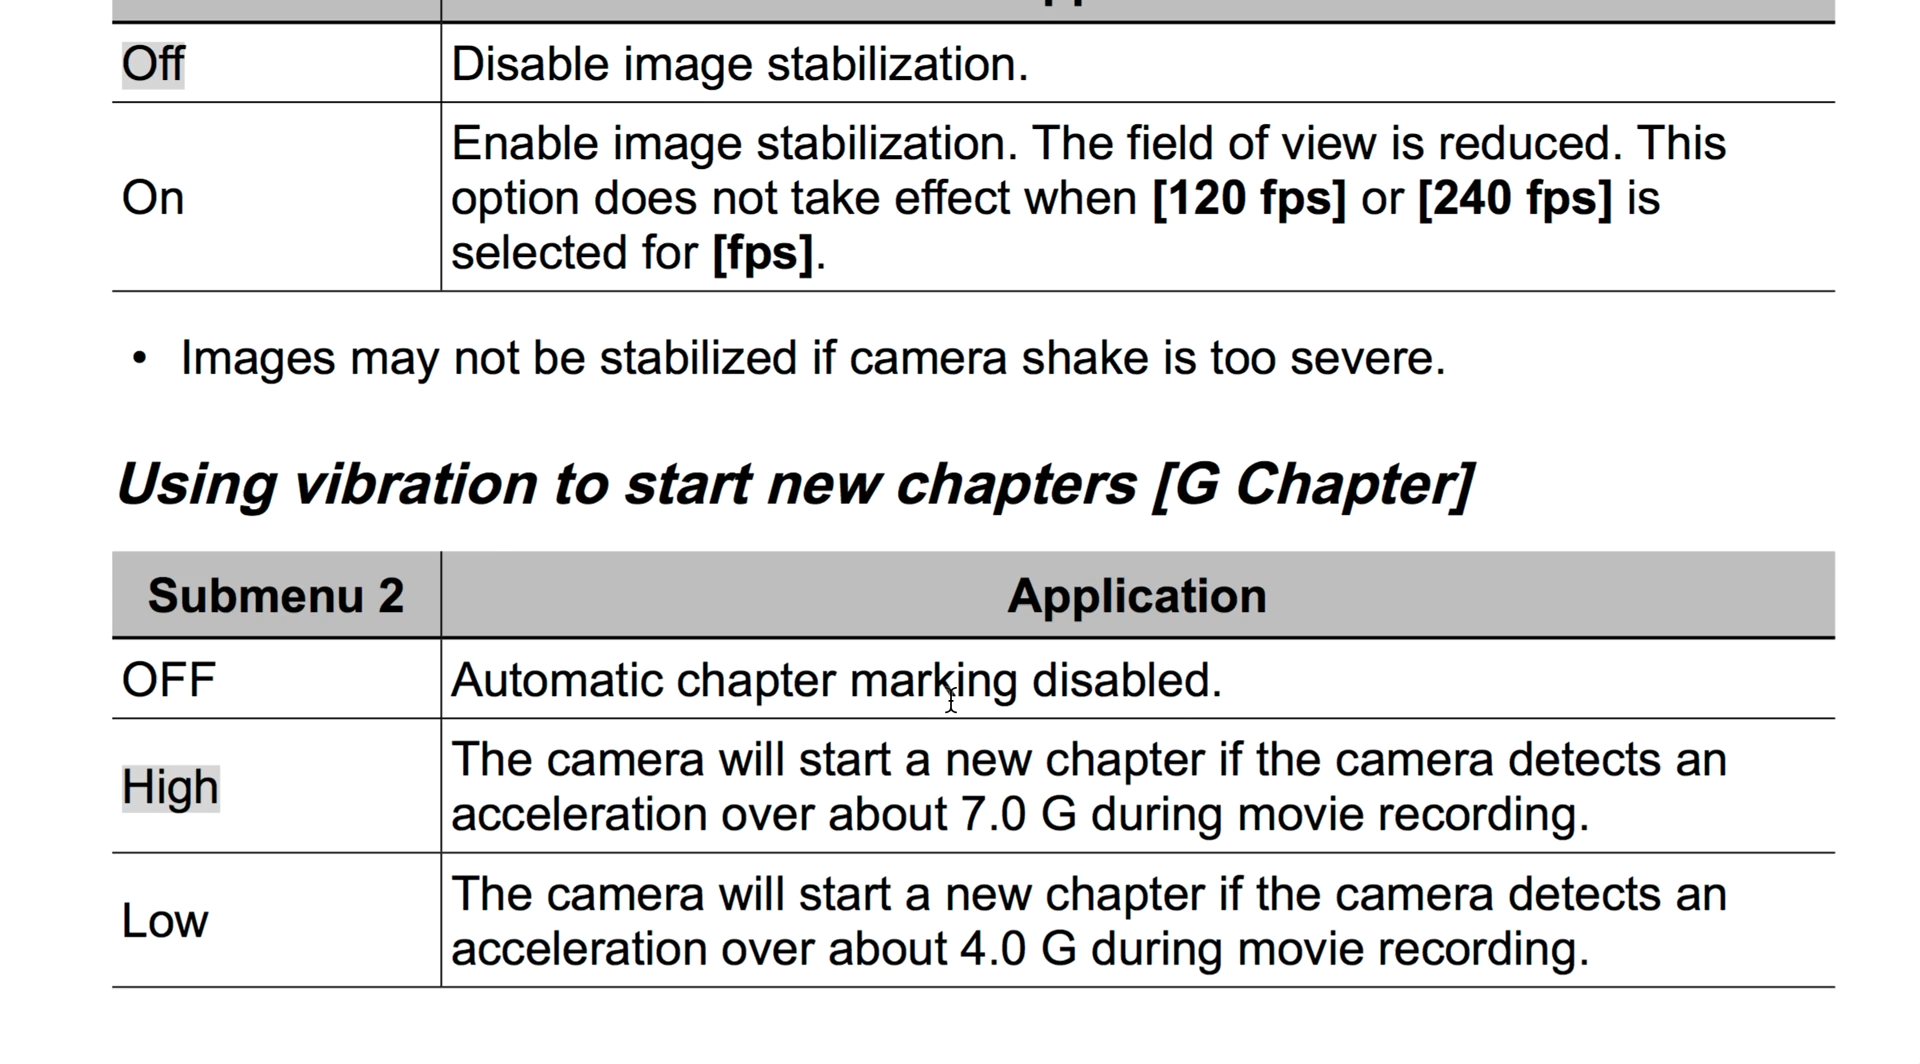 Off
Disable image stabilization.
On
Enable image stabilization. The field of view is reduced. This
option does not take effect when [120 fps] or [240 fps] is
selected for [fps].
• Images may not be stabilized if camera shake is too severe.
Using vibration to start new chapters [G Chapter]
Submenu 2
Application
OFF
Automatic chapter marking disabled.
High
The camera will start a new chapter if the camera detects an
acceleration over about 7.0 G during movie recording.
Low
The camera will start a new chapter if the camera detects an
acceleration over about 4.0 G during movie recording.